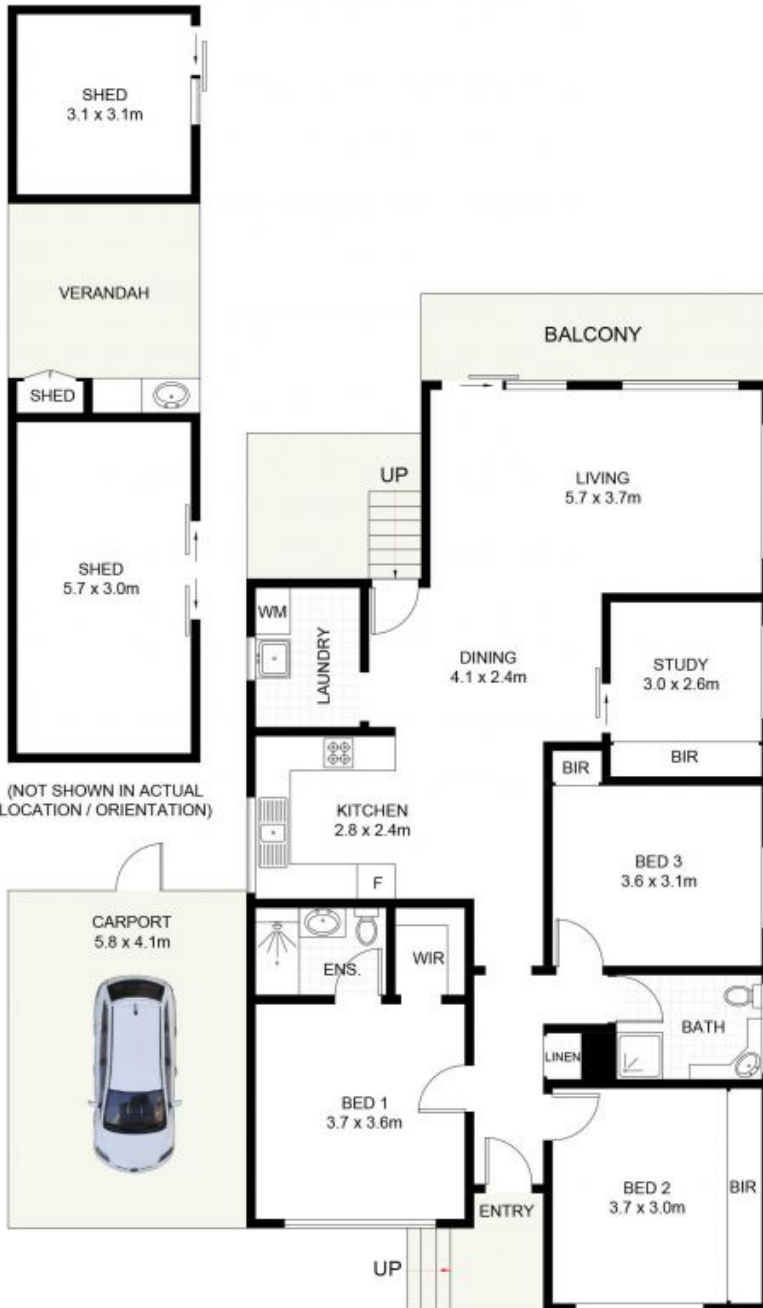 SHED
3.1 x 3.1m
VERANDAH
SHED
SHED
5.7 x 3.0m
(NOT SHOWN IN ACTUAL
LOCATION / ORIENTATION)
BALCONY
UP
LIVING
5.7 x 3.7m
WM
LAUNDRY
DINING
4.1 x 2.4m
STUDY
3.0 x 2.6m
BIR
BIR
KITCHEN
2.8 x 2.4m
F
BED 3
3.6 x 3.1m
CARPORT
5.8 x 4.1m
ENS.
WIR
BATH
LINEN
BED 1
3.7 x 3.6m
BED 2
3.7 x 3.0m
BIR
ENTRY
UP